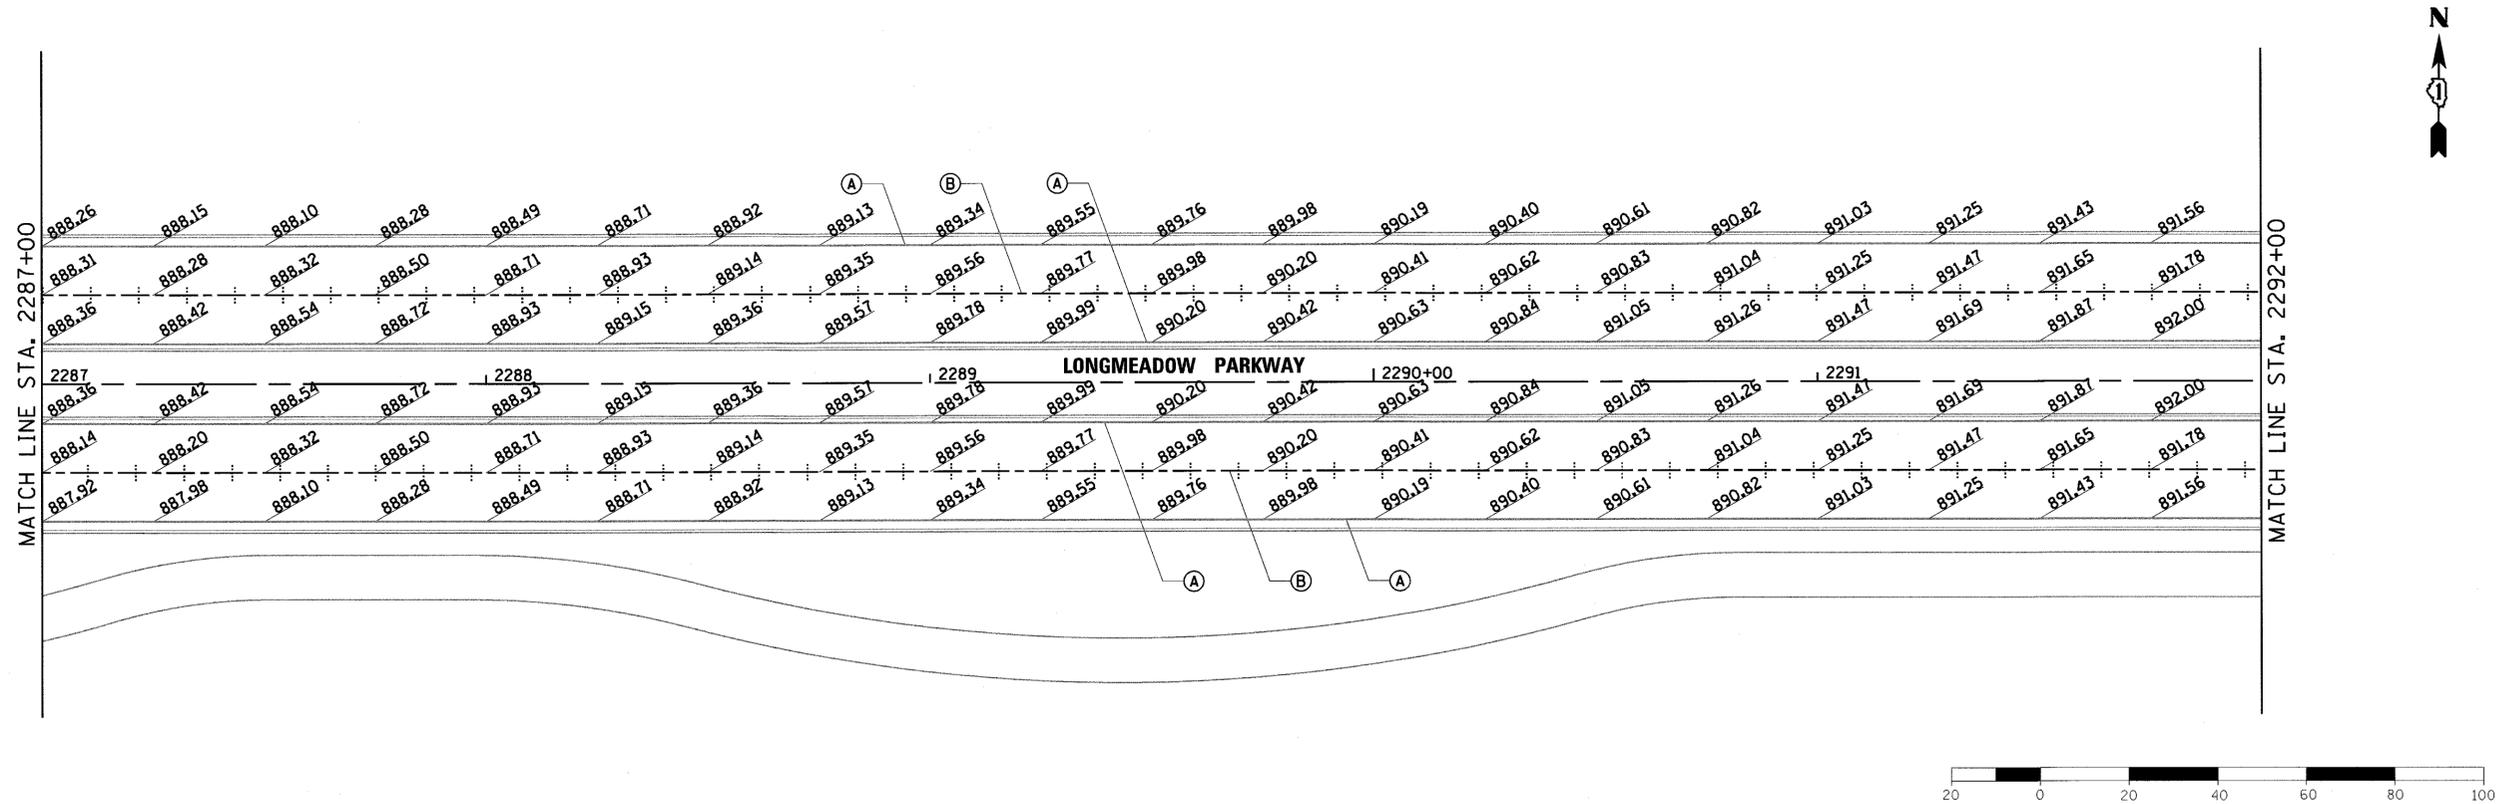 N
1
A B A
888.26 888.15 888.10 888.28 888.49 888.71 888.92 889.13 889.34 889.55 889.76 889.98 890.19 890.40 890.61 890.82 891.03 891.25 891.43 891.56
888.31 888.28 888.32 888.50 888.71 888.93 889.14 889.35 889.56 889.77 889.98 890.20 890.41 890.62 890.83 891.04 891.25 891.47 891.65 891.78
888.36 888.42 888.54 888.72 888.93 889.15 889.36 889.57 889.78 889.99 890.20 890.42 890.63 890.84 891.05 891.26 891.47 891.69 891.87 892.00
LONGMEADOW PARKWAY
2287 2288 2289 2290+00 2291
888.36 888.42 888.54 888.72 888.93 889.15 889.36 889.57 889.78 889.99 890.20 890.42 890.63 890.84 891.05 891.26 891.47 891.69 891.87 892.00
888.14 888.20 888.32 888.50 888.71 888.93 889.14 889.35 889.56 889.77 889.98 890.20 890.41 890.62 890.83 891.04 891.25 891.47 891.65 891.78
887.92 887.98 888.10 888.28 888.49 888.71 888.92 889.13 889.34 889.55 889.76 889.98 890.19 890.40 890.61 890.82 891.03 891.25 891.43 891.56
A B A
MATCH LINE STA. 2287+00
MATCH LINE STA. 2292+00
20 0 20 40 60 80 100